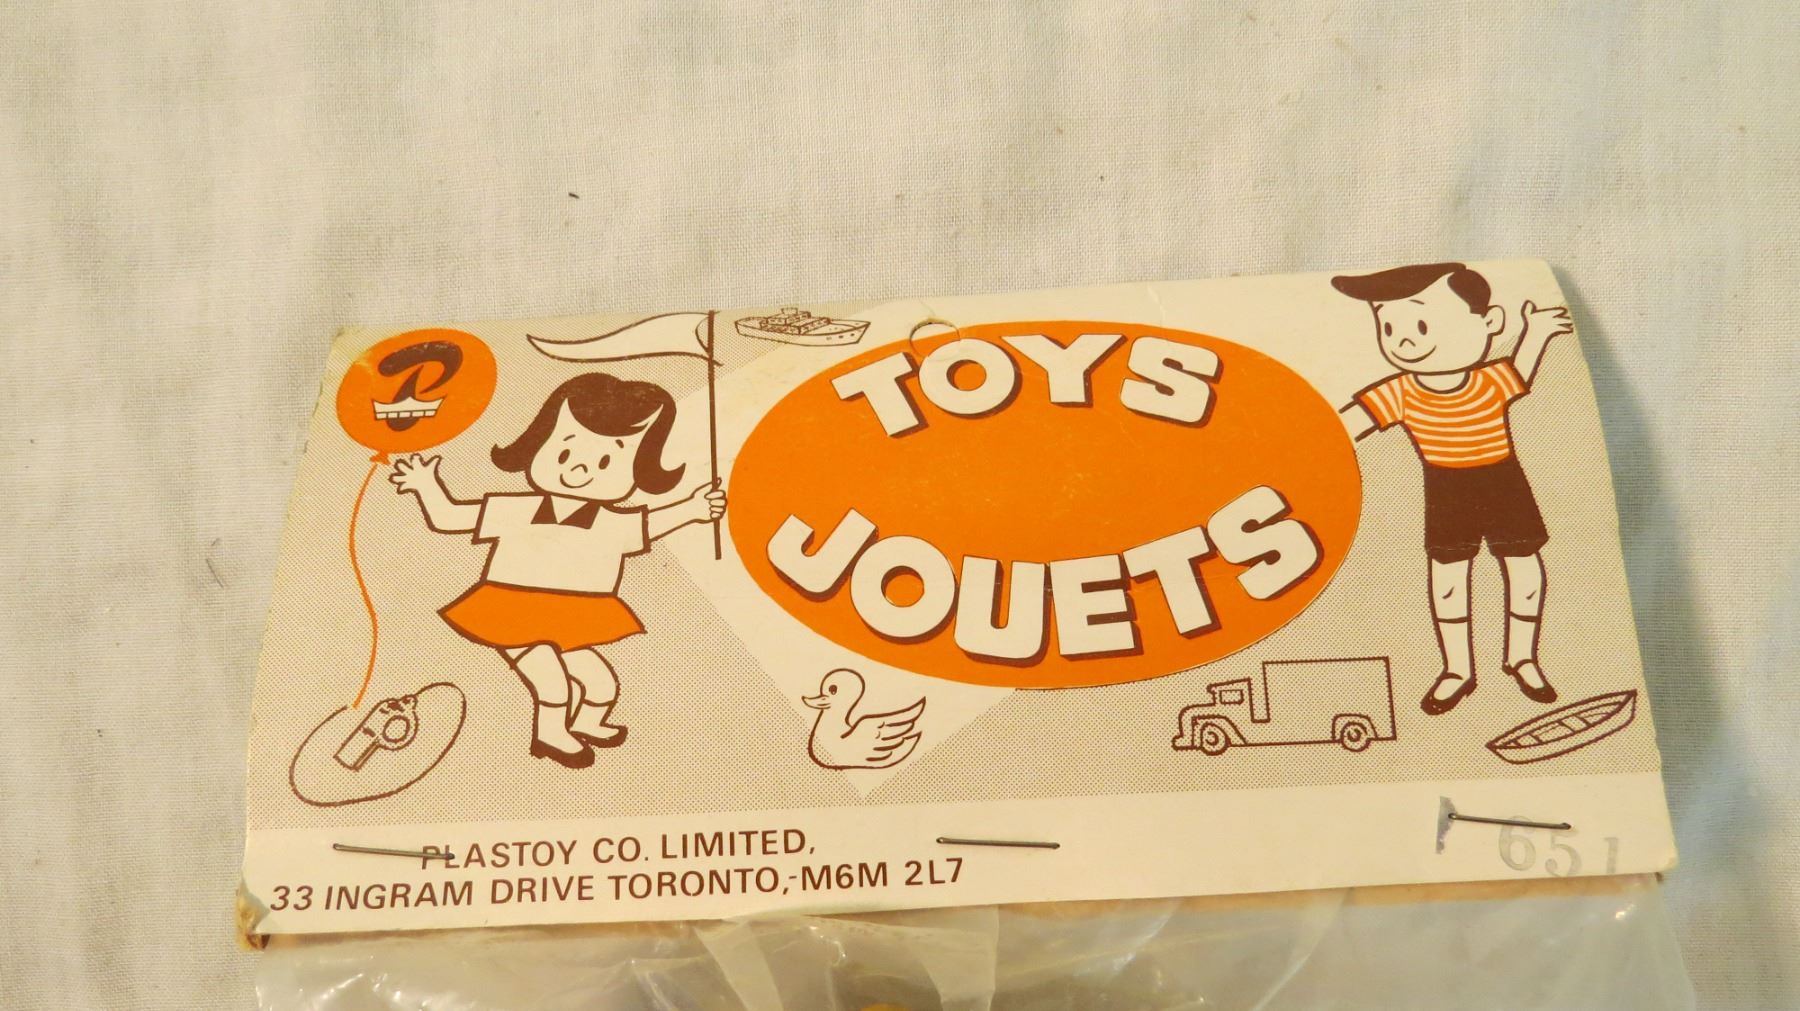 P
TOYS
JOUETS
PLASTOY CO. LIMITED,
33 INGRAM DRIVE TORONTO,-M6M 2L7
651